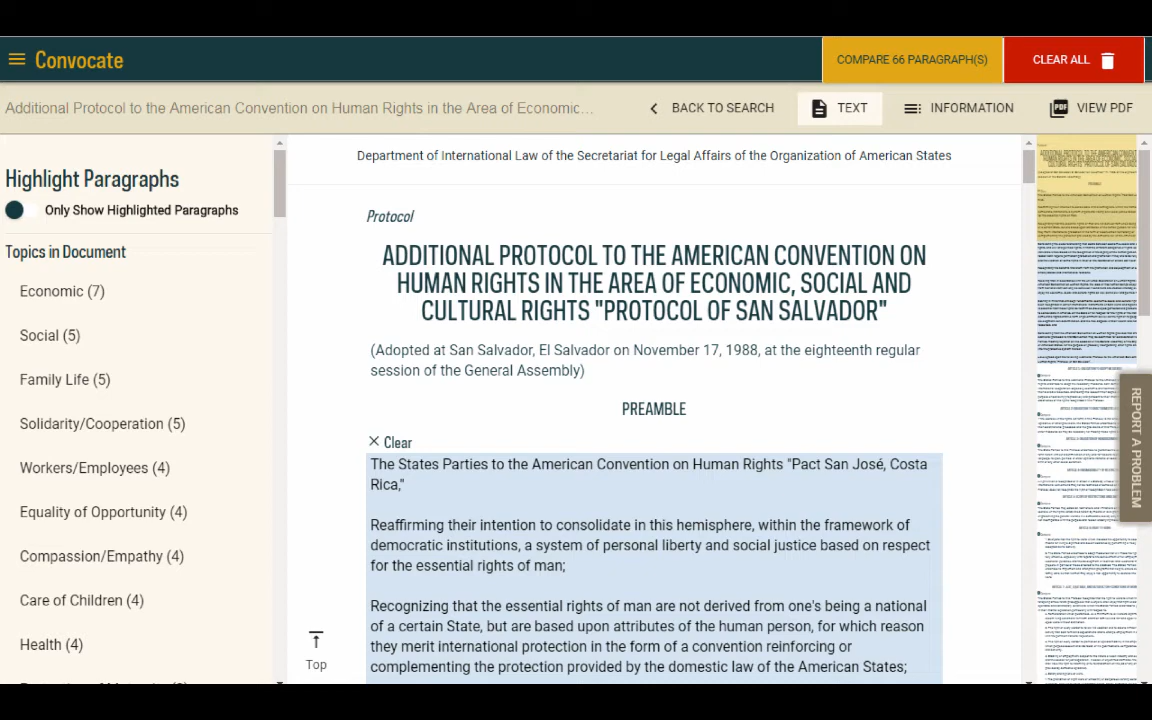 Convocate
COMPARE 66 PARAGRAPH(S)
CLEAR ALL
Additional Protocol to the American Convention on Human Rights in the Area of Economic...
BACK TO SEARCH
TEXT
INFORMATION
PDF
VIEW PDF
Highlight Paragraphs
Only Show Highlighted Paragraphs
Topics in Document
Economic (7)
Social (5)
Family Life (5)
Solidarity/Cooperation (5)
Workers/Employees (4)
Equality of Opportunity (4)
Compassion/Empathy (4)
Care of Children (4)
Health (4)
Department of International Law of the Secretariat for Legal Affairs of the Organization of American States
Protocol
ADDITIONAL PROTOCOL TO THE AMERICAN CONVENTION ON
HUMAN RIGHTS IN THE AREA OF ECONOMIC, SOCIAL AND
CULTURAL RIGHTS "PROTOCOL OF SAN SALVADOR"
(Adopted at San Salvador, El Salvador on November 17, 1988, at the eighteenth regular
session of the General Assembly)
PREAMBLE
Clear
The States Parties to the American Convention on Human Rights "Pact San José, Costa
Rica,"
Reaffirming their intention to consolidate in this hemisphere, within the framework of
democratic institutions, a system of personal liberty and social justice based on respect
for the essential rights of man;
Recognizing that the essential rights of man are not derived from one's being a national
of a certain State, but are based upon attributes of the human person, for which reason
they merit international protection in the form of a convention reinforcing or
complementing the protection provided by the domestic law of the American States;
Top
REPORT A PROBLEM